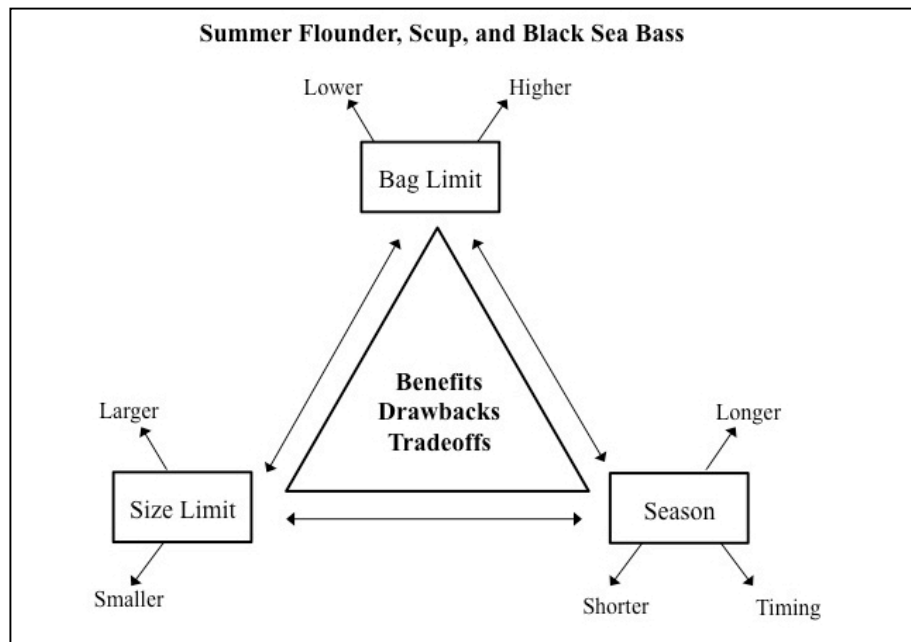 Summer Flounder, Scup, and Black Sea Bass
Lower
Higher
Bag Limit
Benefits
Drawbacks
Tradeoffs
Larger
Longer
Size Limit
Season
Smaller
Shorter
Timing